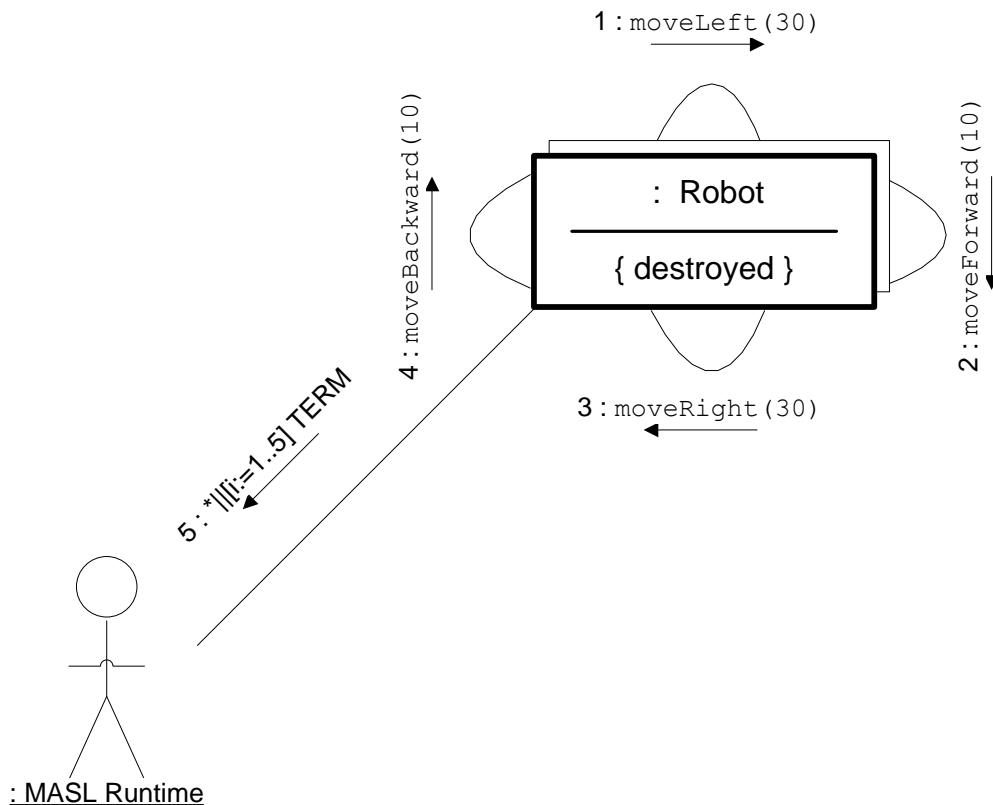 1 : moveLeft(30)
4 : moveBackward(10)
: Robot
{ destroyed }
2 : moveForward(10)
3 : moveRight(30)
5 : *||[i:=1..5] TERM
: MASL Runtime